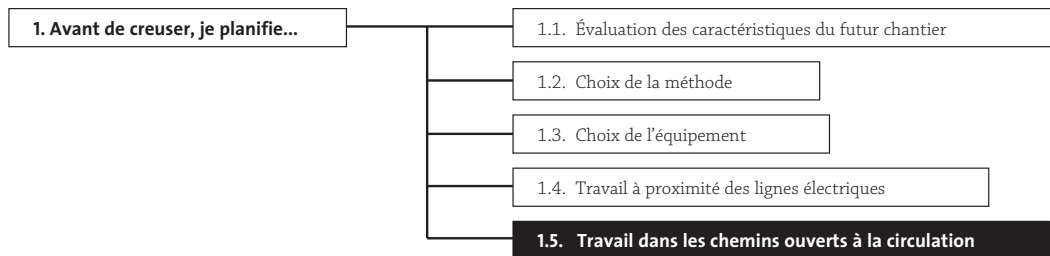 1. Avant de creuser, je planifie...
1.1. Évaluation des caractéristiques du futur chantier
1.2. Choix de la méthode
1.3. Choix de l'équipement
1.4. Travail à proximité des lignes électriques
1.5. Travail dans les chemins ouverts à la circulation